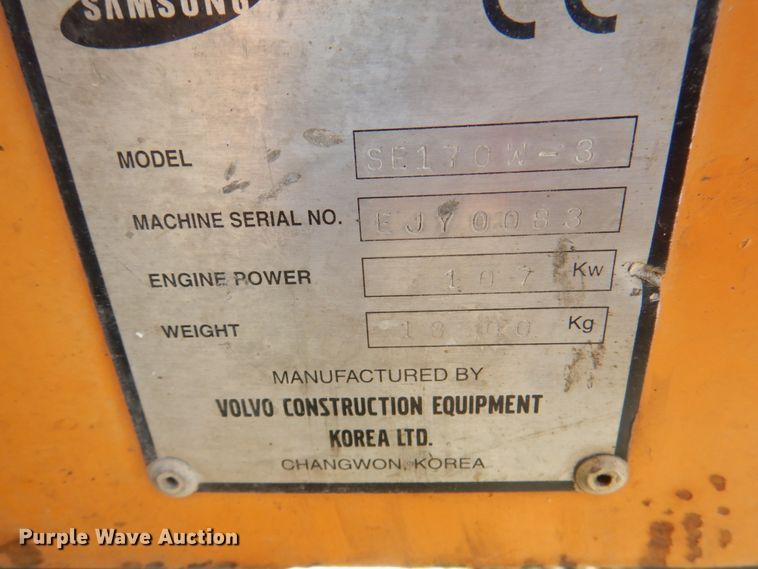 SAMSUNG
CE
MODEL SE170W-3
MACHINE SERIAL NO. EJY0083
ENGINE POWER 107 Kw
WEIGHT Kg
MANUFACTURED BY
VOLVO CONSTRUCTION EQUIPMENT
KOREA LTD.
CHANGWON, KOREA
Purple Wave Auction